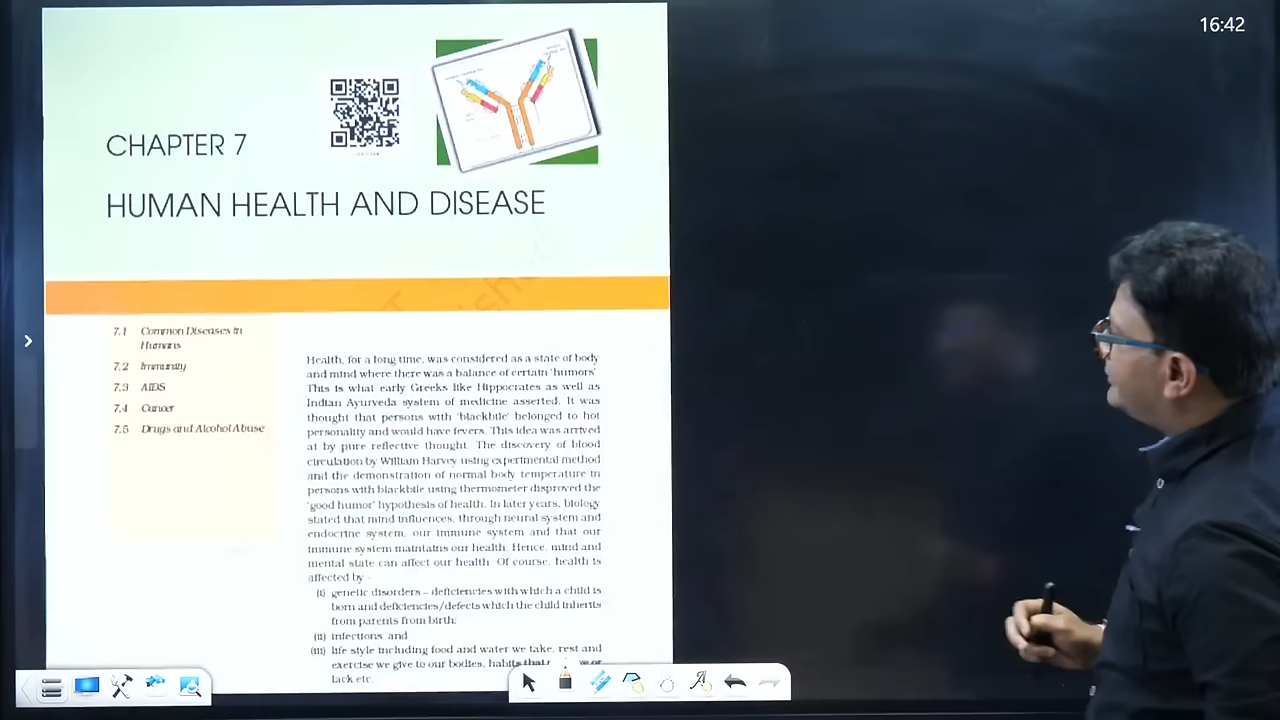 16:42
CHAPTER 7
HUMAN HEALTH AND DISEASE
7.1 Common Diseases in
Humans
7.2 Immunity
7.3 AIDS
7.4 Cancer
7.5 Drugs and Alcohol Abuse
Health, for a long time, was considered as a state of body
and mind where there was a balance of certain 'humors'.
This is what early Greeks like Hippocrates as well as
Indian Ayurveda system of medicine asserted. It was
thought that persons with 'blackbile' belonged to hot
personality and would have fevers. This idea was arrived
at by pure reflective thought. The discovery of blood
circulation by William Harvey using experimental method
and the demonstration of normal body temperature in
persons with blackbile using thermometer disproved the
'good humor' hypothesis of health. In later years, biology
stated that mind influences, through neural system and
endocrine system, our immune system and that our
immune system maintains our health. Hence, mind and
mental state can affect our health. Of course, health is
affected by –
(i) genetic disorders – deficiencies with which a child is
born and deficiencies/defects which the child inherits
from parents from birth;
(ii) infections and
(iii) life style including food and water we take, rest and
exercise we give to our bodies, habits that or
lack etc.